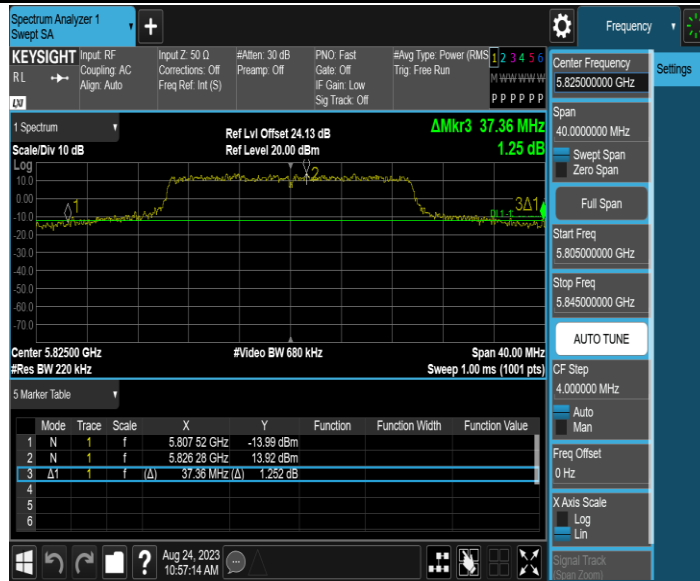 Spectrum Analyzer 1
Swept SA
+
Frequency
KEYSIGHT
RL
LXI
Input: RF
Coupling: AC
Align: Auto
Input Z: 50 Ω
Corrections: Off
Freq Ref: Int (S)
#Atten: 30 dB
Preamp: Off
PNO: Fast
Gate: Off
IF Gain: Low
Sig Track: Off
#Avg Type: Power (RMS
Trig: Free Run
1 2 3 4 5 6
M W W W W W
P P P P P P
Center Frequency
5.825000000 GHz
Settings
1 Spectrum
Scale/Div 10 dB
Ref Lvl Offset 24.13 dB
Ref Level 20.00 dBm
ΔMkr3 37.36 MHz
1.25 dB
Span
40.0000000 MHz
Swept Span
Zero Span
Full Span
Start Freq
5.805000000 GHz
Stop Freq
5.845000000 GHz
AUTO TUNE
CF Step
4.000000 MHz
Auto
Man
Freq Offset
0 Hz
X Axis Scale
Log
Lin
Signal Track
(Span Zoom)
Log
10.0
0.00
-10.0
-20.0
-30.0
-40.0
-50.0
-60.0
-70.0
1
2
3Δ1
Center 5.82500 GHz
#Video BW 680 kHz
Span 40.00 MHz
#Res BW 220 kHz
Sweep 1.00 ms (1001 pts)
5 Marker Table
Mode Trace Scale X Y Function Function Width Function Value
1 N 1 f 5.807 52 GHz -13.99 dBm
2 N 1 f 5.826 28 GHz 13.92 dBm
3 Δ1 1 f (Δ) 37.36 MHz (Δ) 1.252 dB
4
5
6
?
Aug 24, 2023
10:57:14 AM